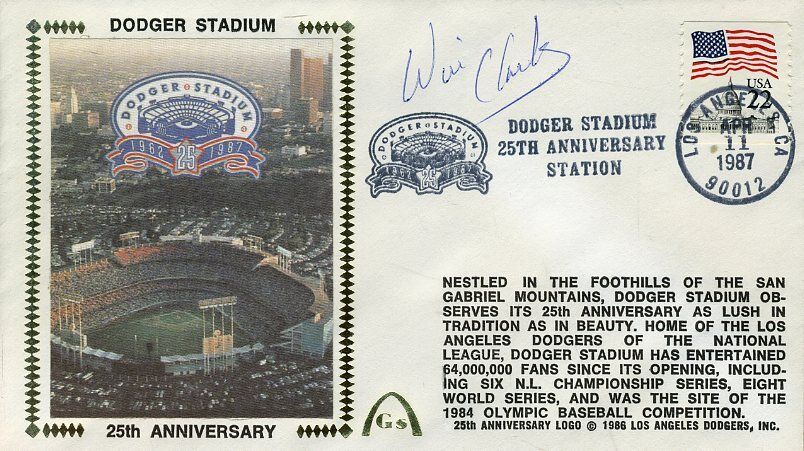 DODGER STADIUM
DODGER STADIUM
1962 25 1987
25th ANNIVERSARY
Will Clark
DODGER STADIUM
1962 25 1987
DODGER STADIUM
25TH ANNIVERSARY
STATION
USA
22
LOS ANGELES, CA
APR
11
1987
90012
NESTLED IN THE FOOTHILLS OF THE SAN
GABRIEL MOUNTAINS, DODGER STADIUM OB-
SERVES ITS 25th ANNIVERSARY AS LUSH IN
TRADITION AS IN BEAUTY. HOME OF THE LOS
ANGELES DODGERS OF THE NATIONAL
LEAGUE, DODGER STADIUM HAS ENTERTAINED
64,000,000 FANS SINCE ITS OPENING, INCLUD-
ING SIX N.L. CHAMPIONSHIP SERIES, EIGHT
WORLD SERIES, AND WAS THE SITE OF THE
1984 OLYMPIC BASEBALL COMPETITION.
25th ANNIVERSARY LOGO © 1986 LOS ANGELES DODGERS, INC.
Gs